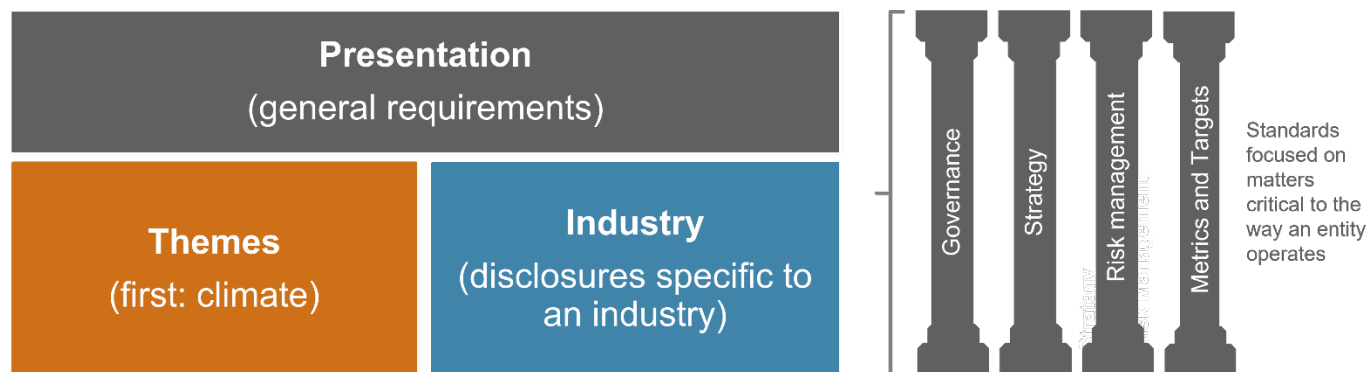 Presentation
(general requirements)
Themes
(first: climate)
Industry
(disclosures specific to
an industry)
Governance
Strategy
Risk management
Metrics and Targets
Standards
focused on
matters
critical to the
way an entity
operates
Strategy